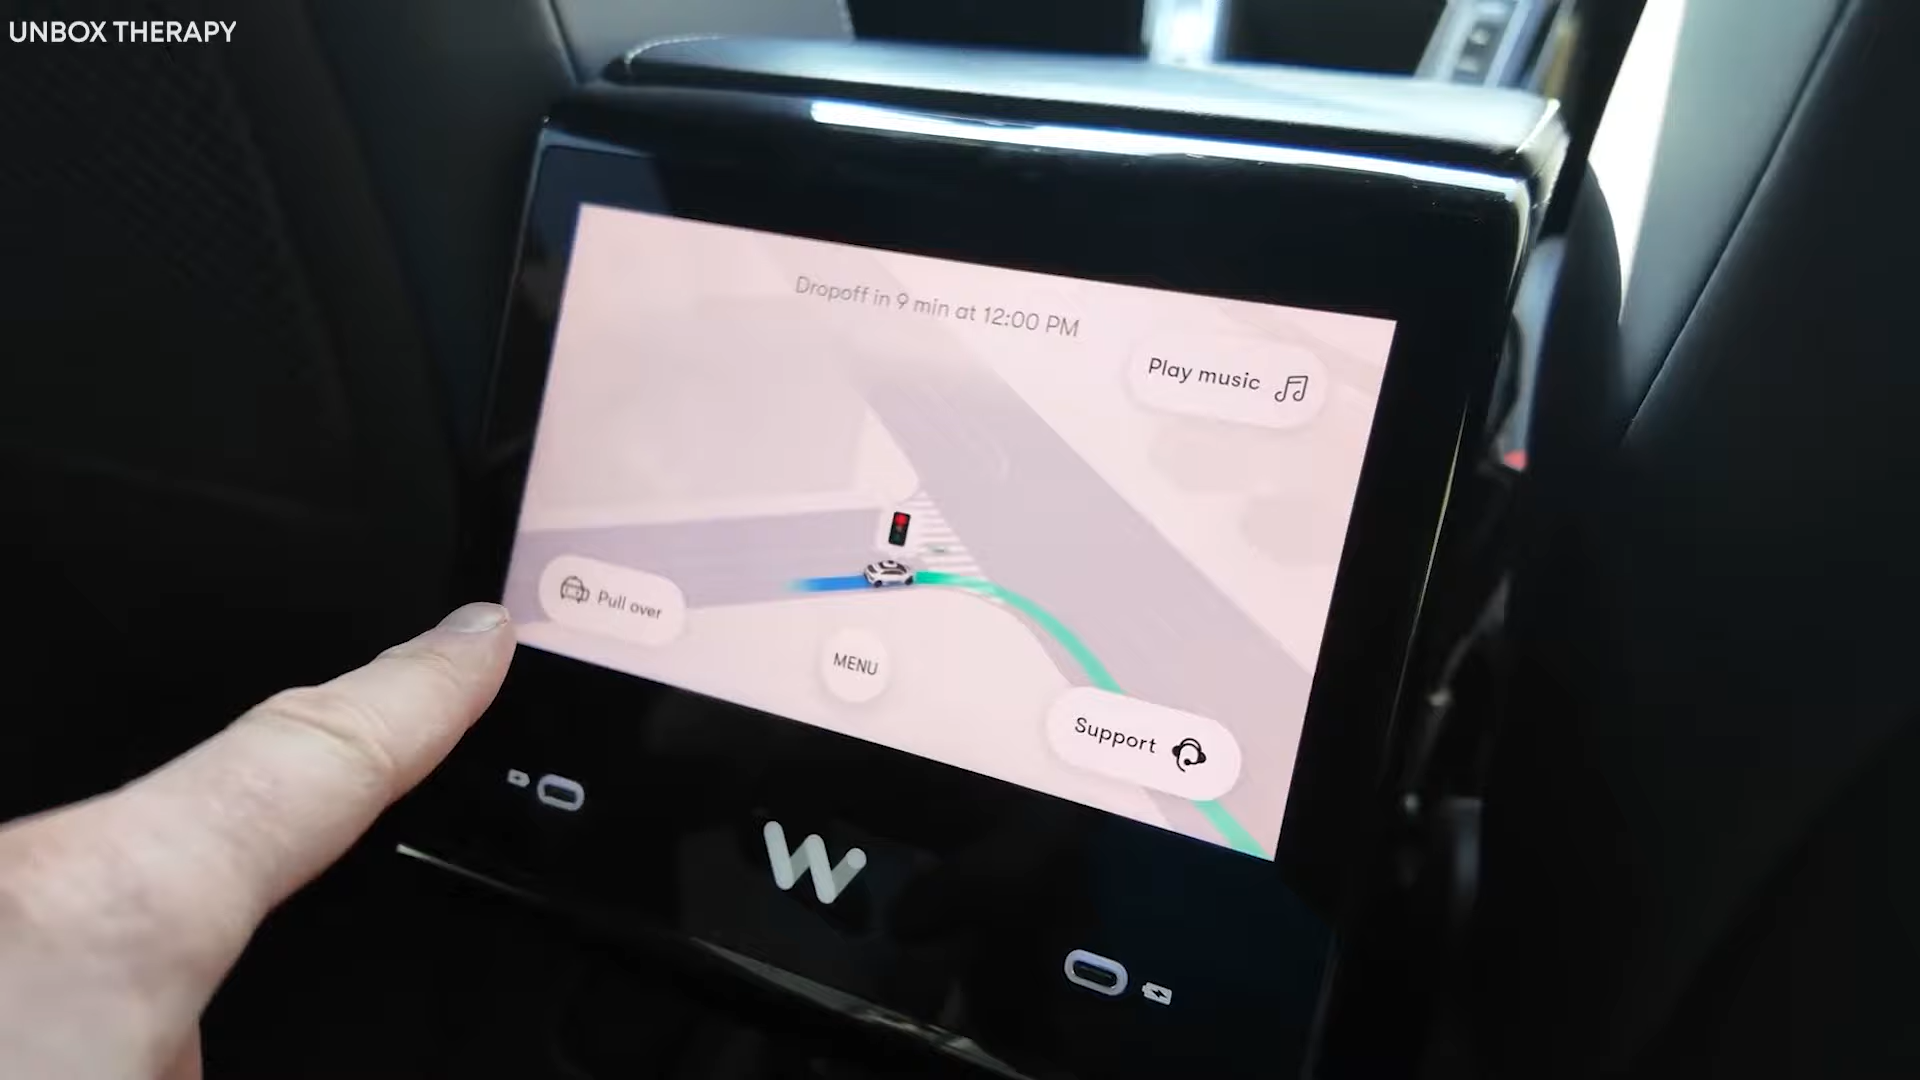 UNBOX THERAPY
Dropoff in 9 min at 12:00 PM
Play music
Pull over
MENU
Support
W